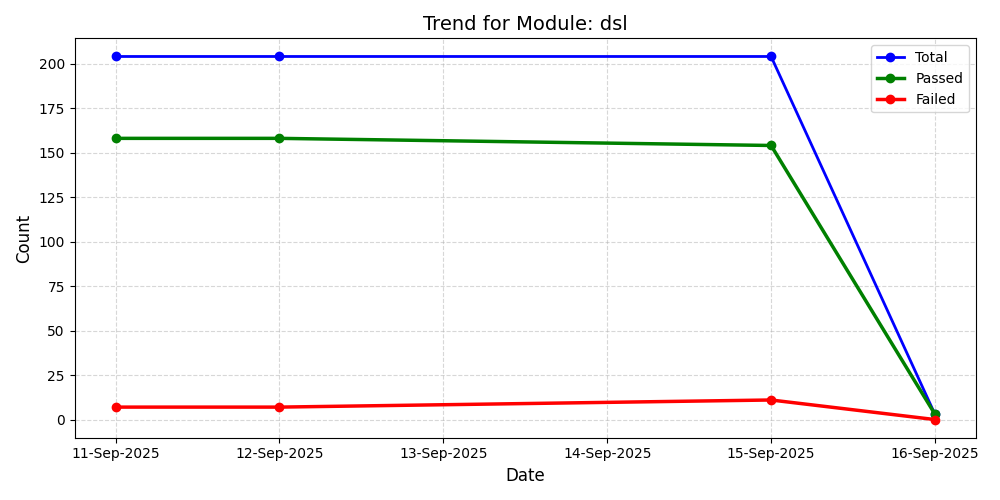 Trend for Module: dsl
Total
Passed
Failed
Count
200
175
150
125
100
75
50
25
0
11-Sep-2025 12-Sep-2025 13-Sep-2025 14-Sep-2025 15-Sep-2025 16-Sep-2025
Date